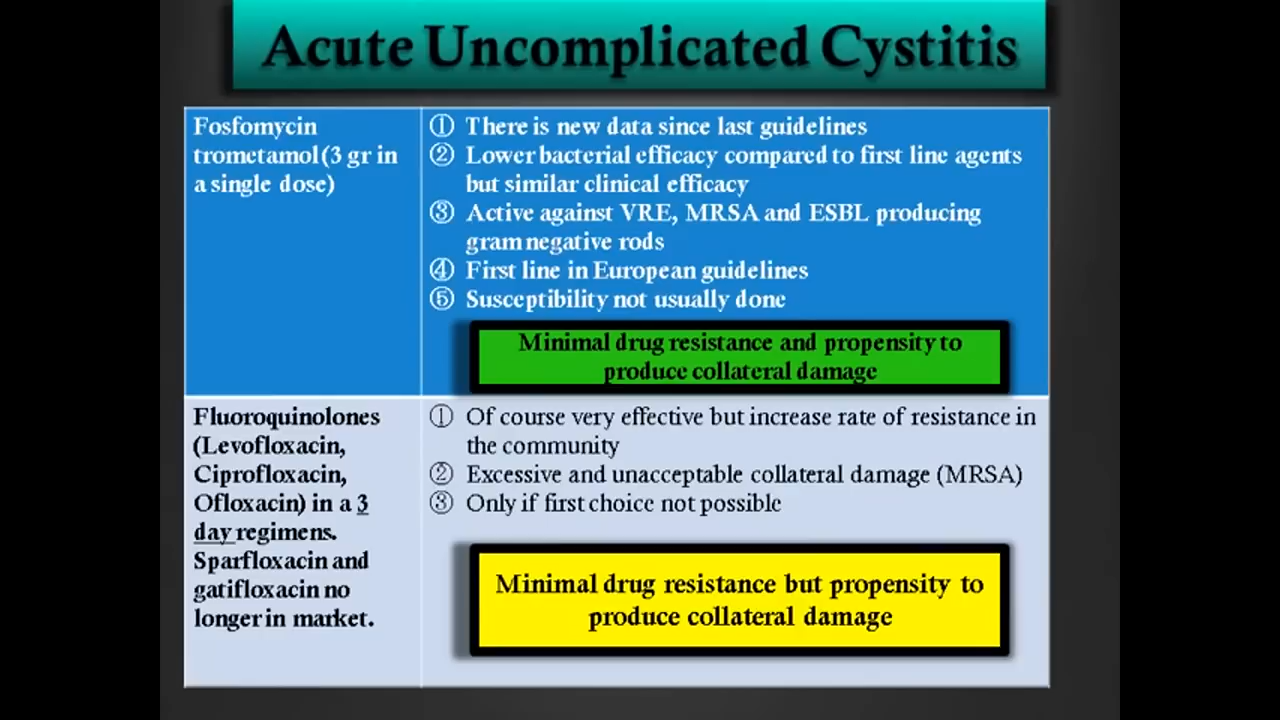 Acute Uncomplicated Cystitis
Fosfomycin
trometamol(3 gr in
a single dose)
① There is new data since last guidelines
② Lower bacterial efficacy compared to first line agents
but similar clinical efficacy
③ Active against VRE, MRSA and ESBL producing
gram negative rods
④ First line in European guidelines
⑤ Susceptibility not usually done
Minimal drug resistance and propensity to
produce collateral damage
Fluoroquinolones
(Levofloxacin,
Ciprofloxacin,
Ofloxacin) in a 3
day regimens.
Sparfloxacin and
gatifloxacin no
longer in market.
① Of course very effective but increase rate of resistance in
the community
② Excessive and unacceptable collateral damage (MRSA)
③ Only if first choice not possible
Minimal drug resistance but propensity to
produce collateral damage